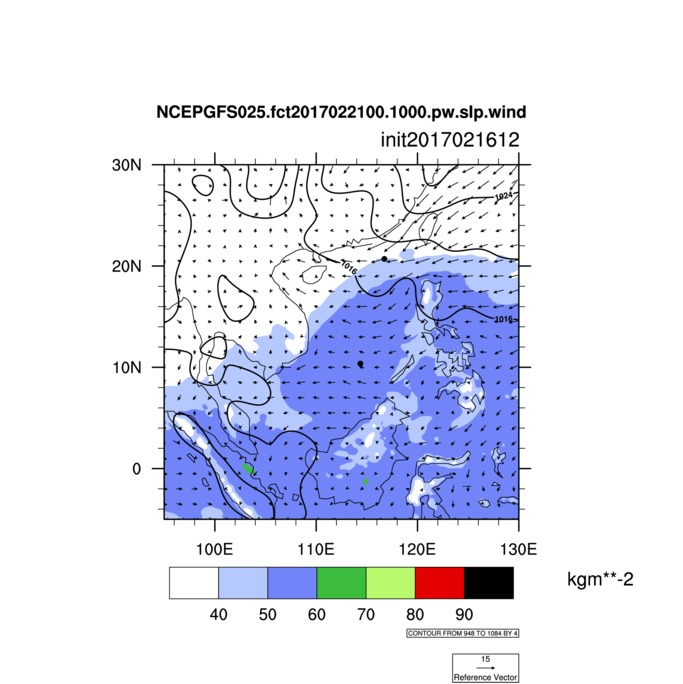 NCEPGFS025.fct2017022100.1000.pw.slp.wind
init2017021612
30N
20N
10N
0
1024
1016
1016
100E 110E 120E 130E
kgm**-2
40 50 60 70 80 90
CONTOUR FROM 948 TO 1084 BY 4
15
Reference Vector